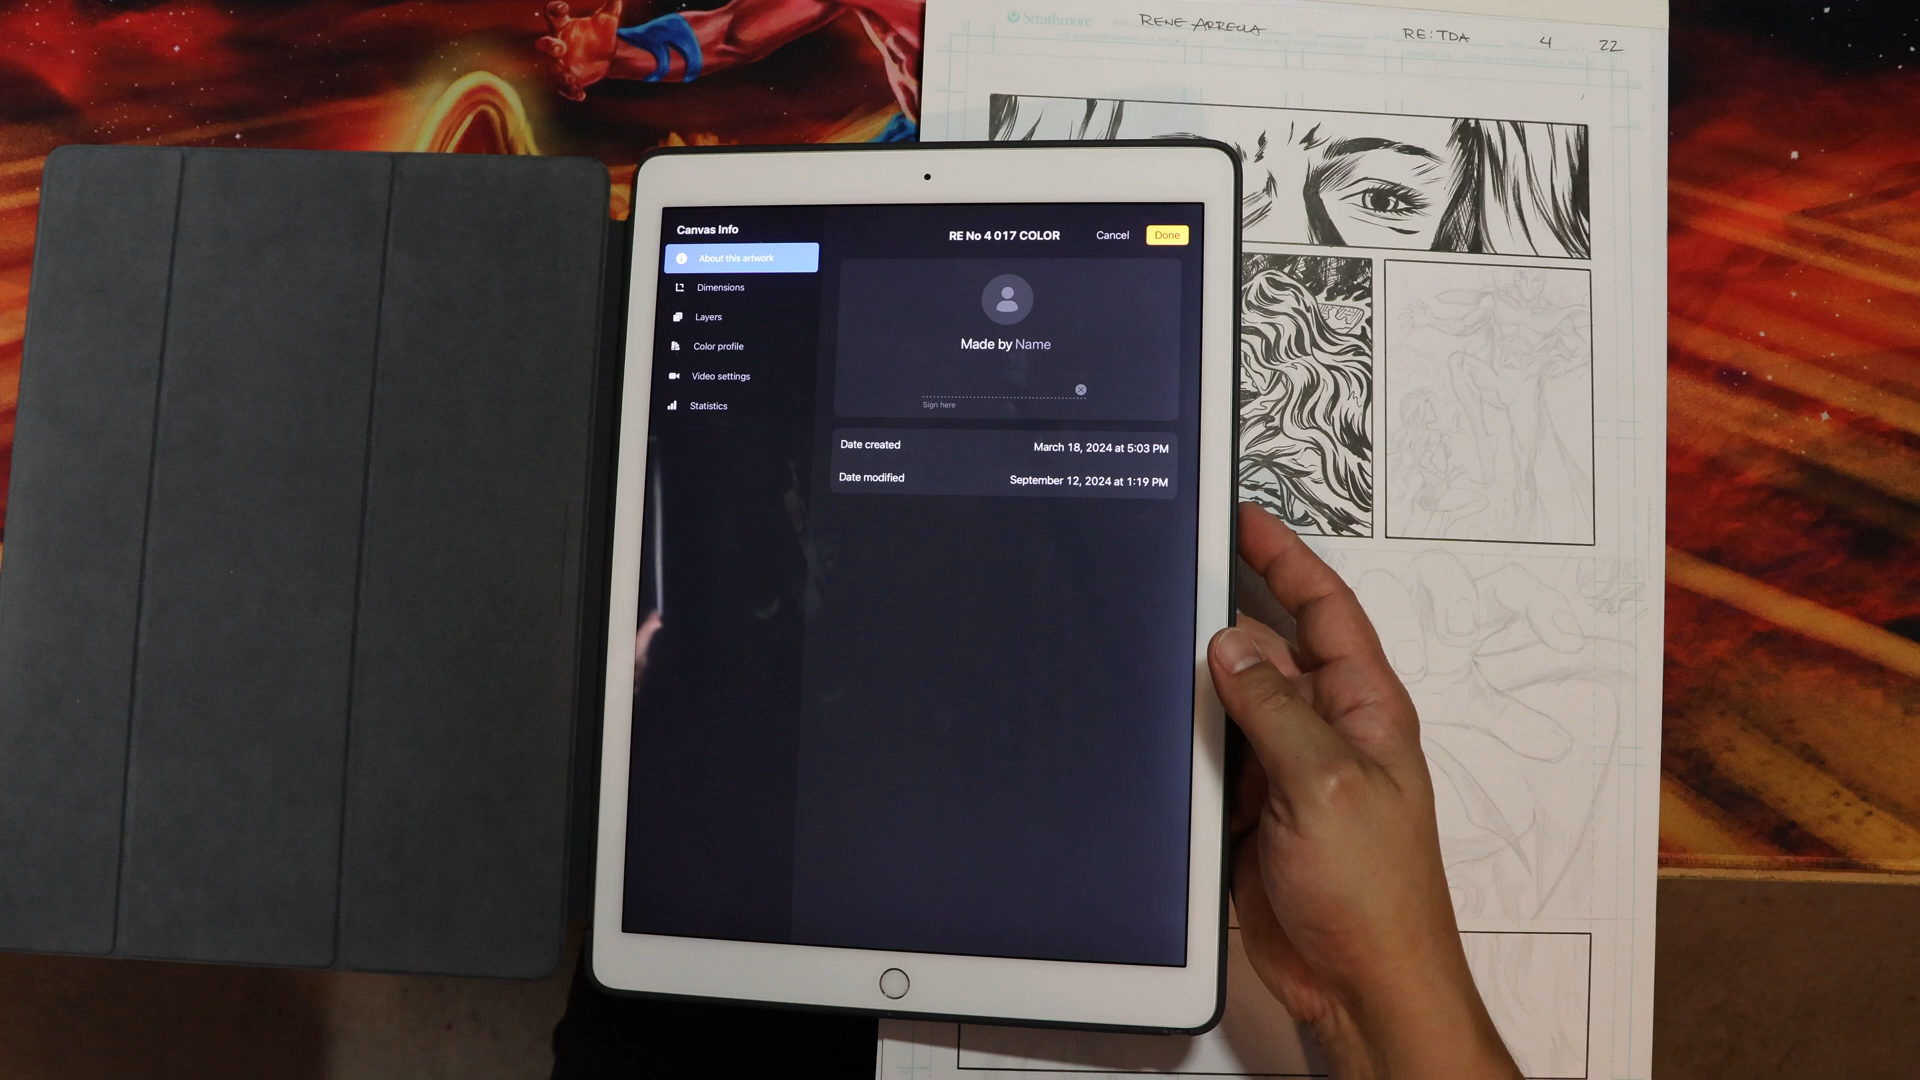 Strathmore
RENE ARREOLA RE: TDA 4 22
Canvas Info
About this artwork
Dimensions
Layers
Color profile
Video settings
Statistics
RE No 4 017 COLOR
Cancel
Done
Made by Name
Sign here
Date created March 18, 2024 at 5:03 PM
Date modified September 12, 2024 at 1:19 PM